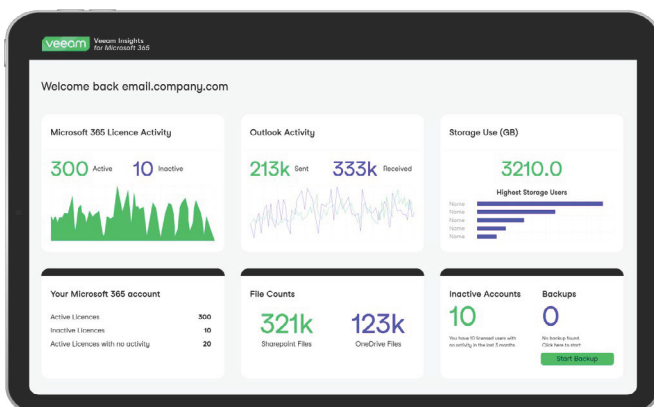 veeam
Veeam Insights
for Microsoft 365
Welcome back email.company.com
Microsoft 365 Licence Activity
300 Active 10 Inactive
Outlook Activity
213k Sent 333k Received
Storage Use (GB)
3210.0
Highest Storage Users
Name
Name
Name
Name
Name
Your Microsoft 365 account
Active Licences 300
Inactive Licences 10
Active Licences with no activity 20
File Counts
321k 123k
Sharepoint Files OneDrive Files
Inactive Accounts
10
You have 10 licensed users with
no activity in the last 3 months
Backups
0
No backup found
Click here to start
Start Backup